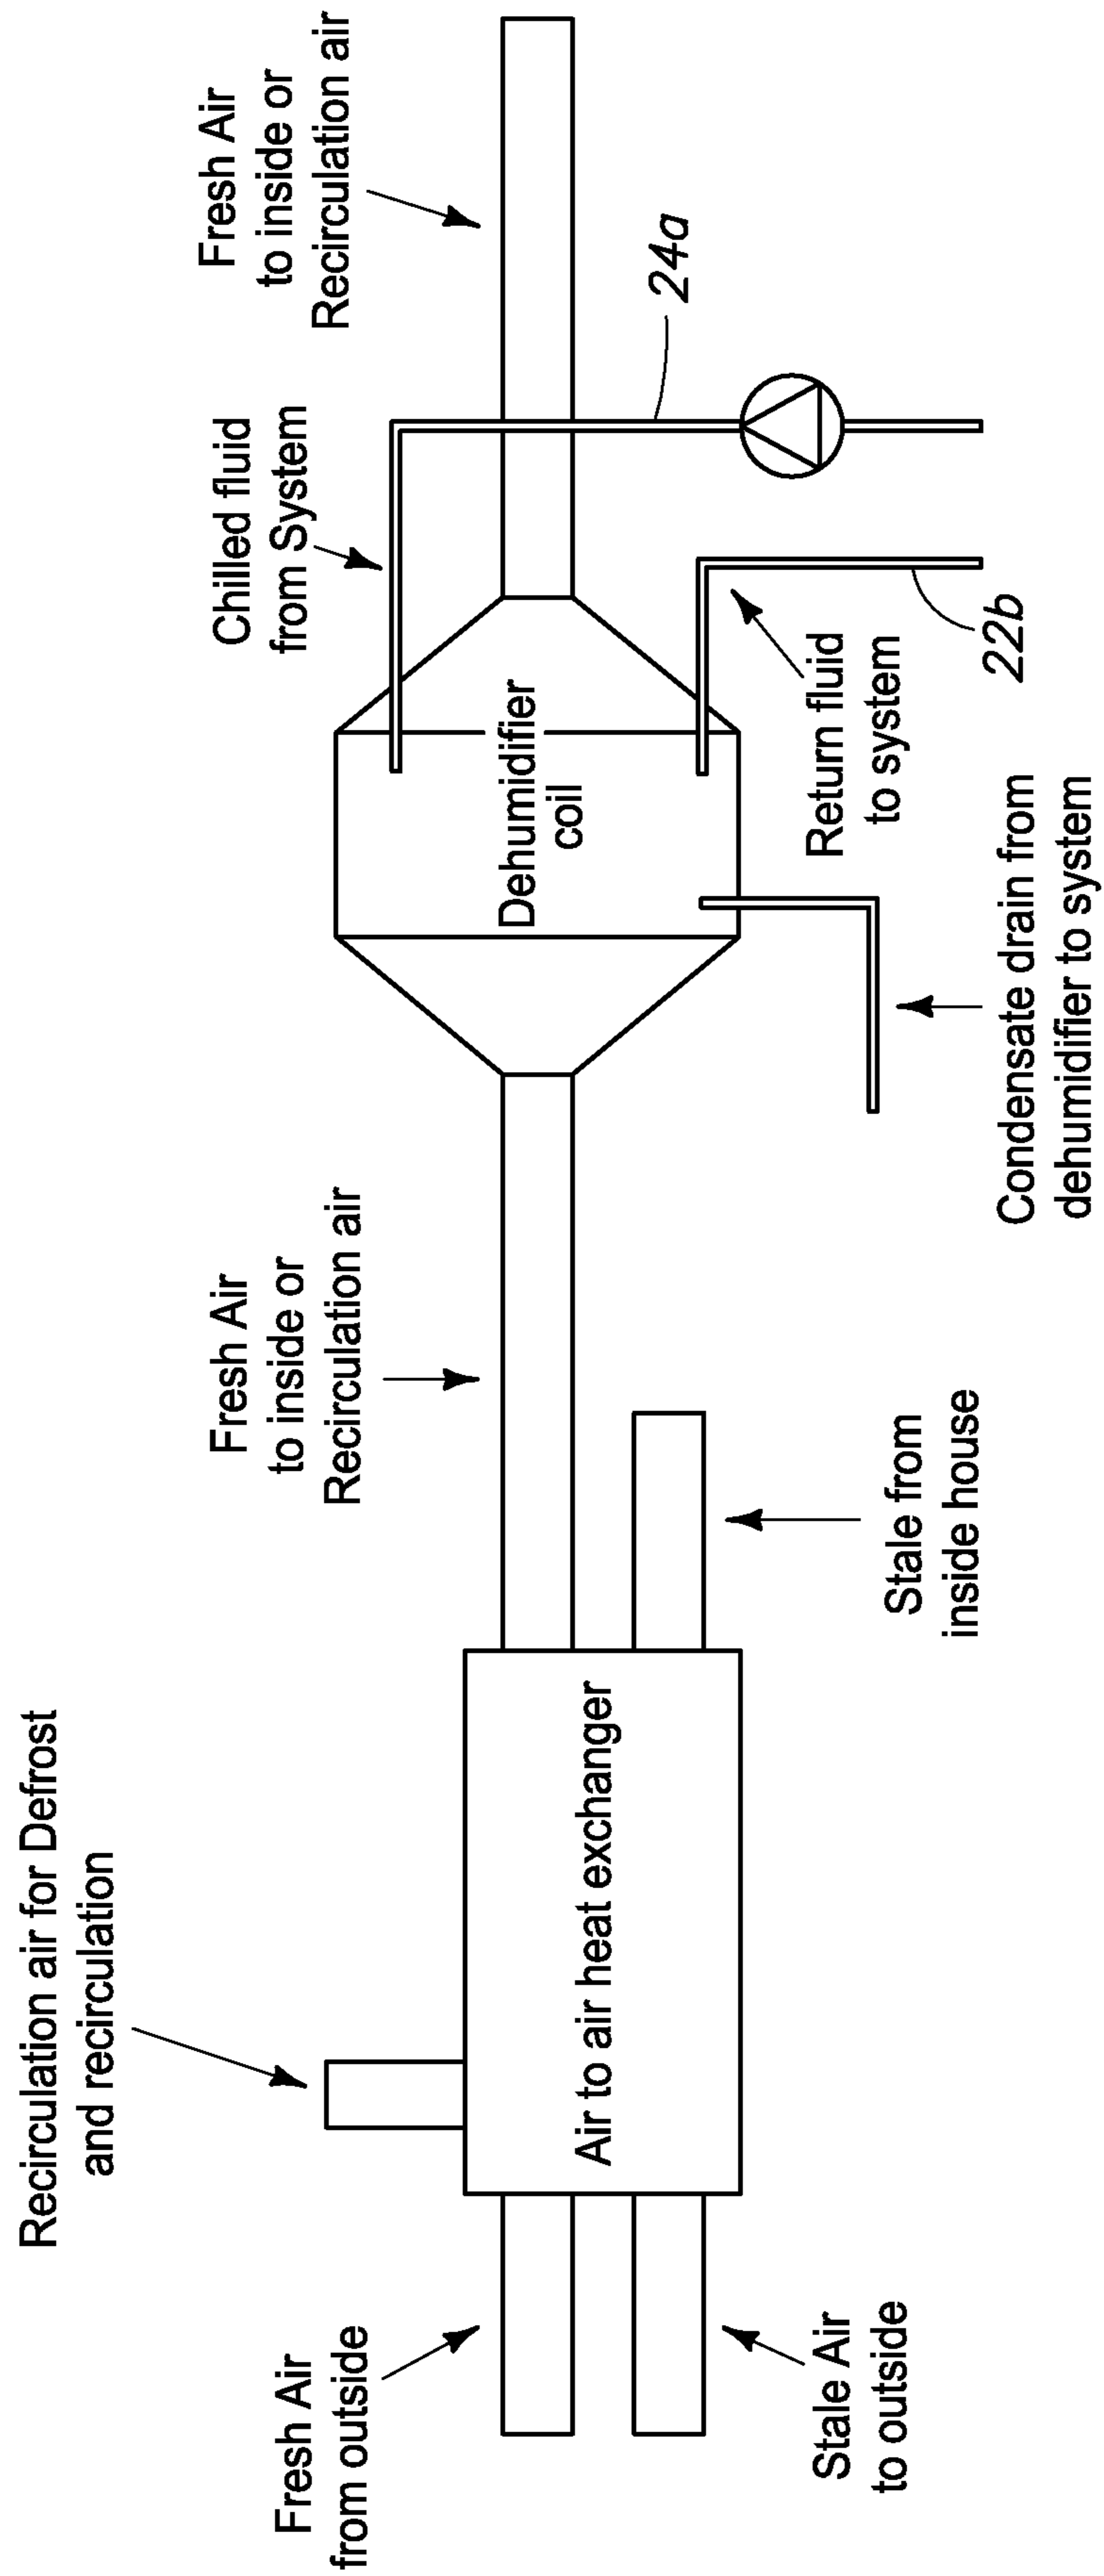 Recirculation air for Defrost
and recirculation
Fresh Air
from outside
Stale Air
to outside
Air to air heat exchanger
Fresh Air
to inside or
Recirculation air
Stale from
inside house
Dehumidifier
coil
Condensate drain from
dehumidifier to system
Chilled fluid
from System
Return fluid
to system
22b
24a
Fresh Air
to inside or
Recirculation air